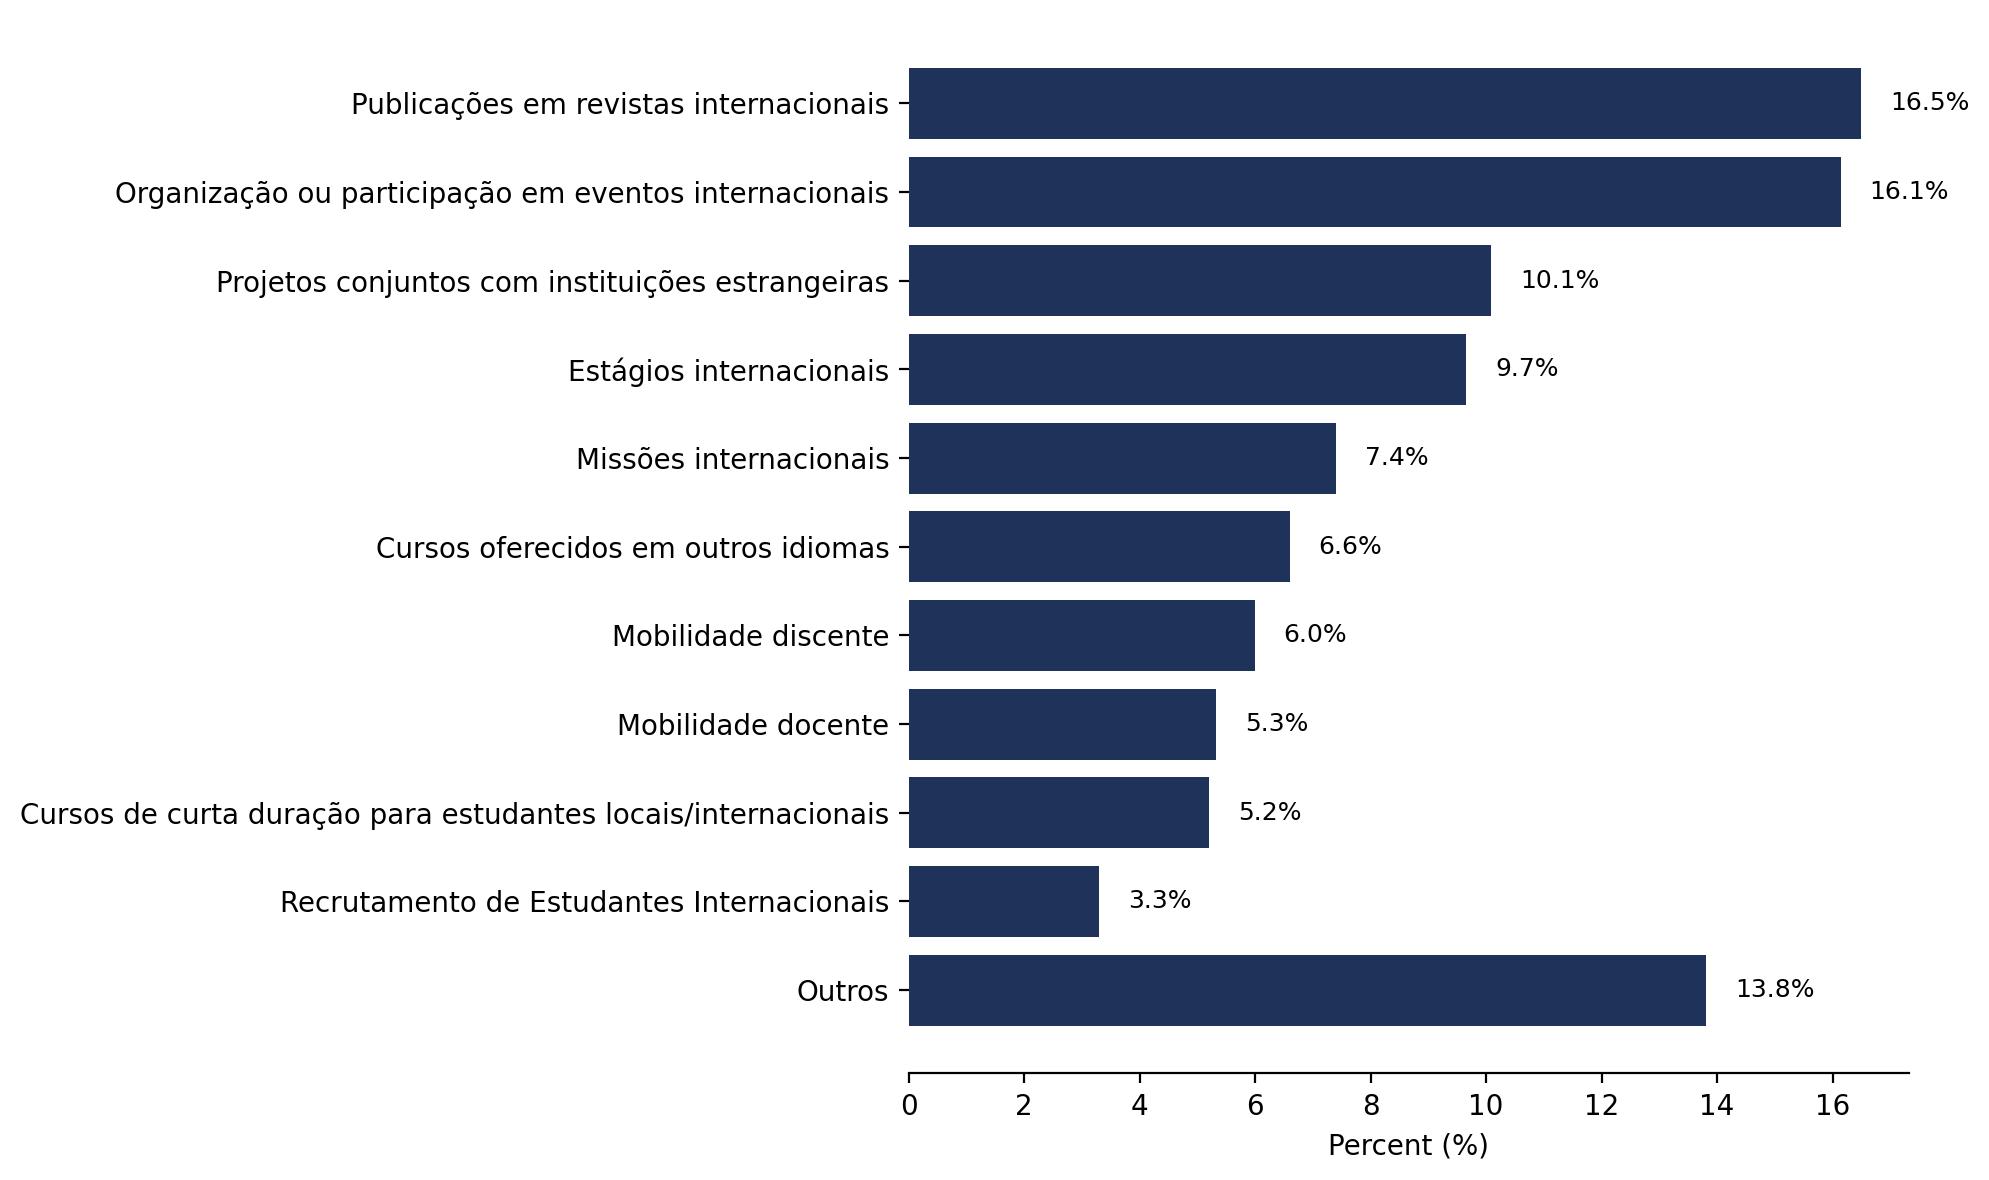 Publicações em revistas internacionais 16.5%
Organização ou participação em eventos internacionais 16.1%
Projetos conjuntos com instituições estrangeiras 10.1%
Estágios internacionais 9.7%
Missões internacionais 7.4%
Cursos oferecidos em outros idiomas 6.6%
Mobilidade discente 6.0%
Mobilidade docente 5.3%
Cursos de curta duração para estudantes locais/internacionais 5.2%
Recrutamento de Estudantes Internacionais 3.3%
Outros 13.8%
0 2 4 6 8 10 12 14 16
Percent (%)